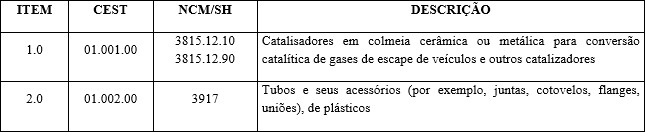 ITEM CEST NCM/SH DESCRIÇÃO
1.0 01.001.00 3815.12.10
3815.12.90
Catalisadores em colmeia cerâmica ou metálica para conversão
catalítica de gases de escape de veículos e outros catalizadores
2.0 01.002.00 3917
Tubos e seus acessórios (por exemplo, juntas, cotovelos, flanges,
uniões), de plásticos